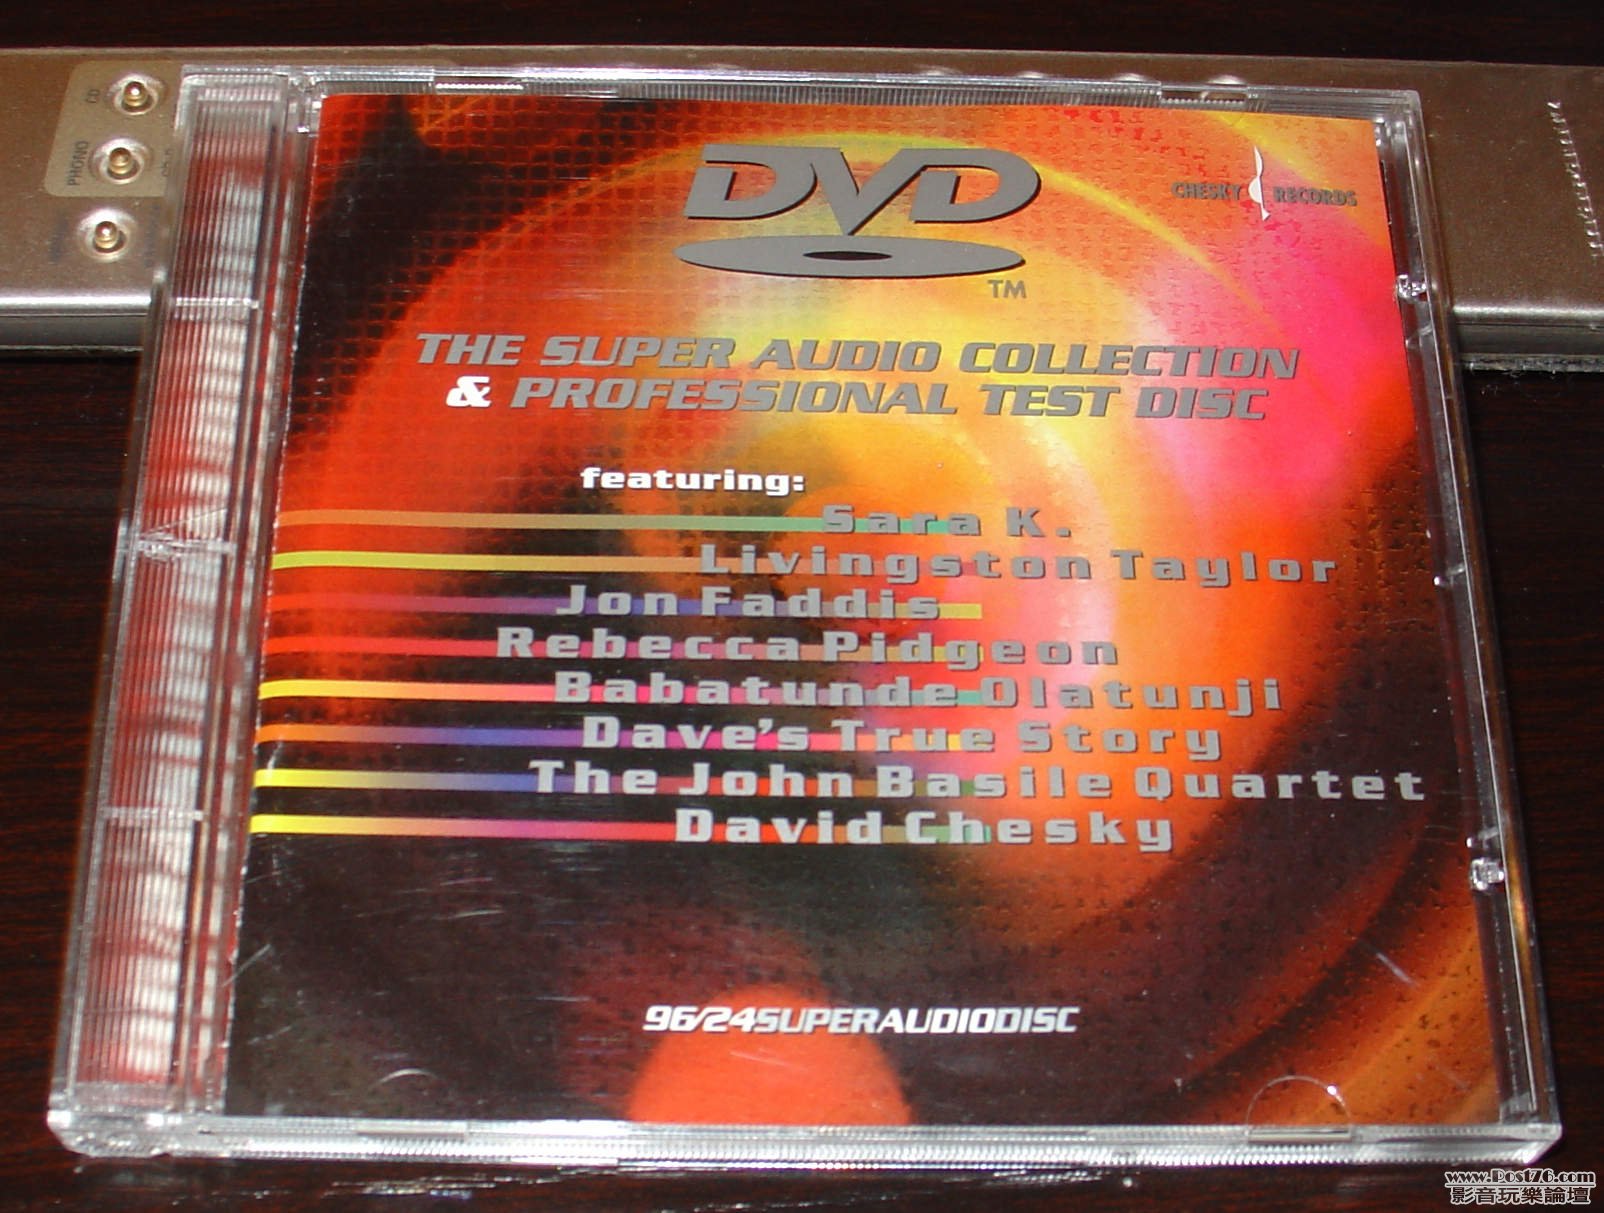 CD
PHONO
DVD
TM
CHESKY RECORDS
THE SUPER AUDIO COLLECTION
& PROFESSIONAL TEST DISC
featuring:
Sara K.
Livingston Taylor
Jon Faddis
Rebecca Pidgeon
Babatunde Olatunji
Dave's True Story
The John Basile Quartet
David Chesky
96/24SUPERAUDIODISC
www.Post76.com
影音玩樂論壇